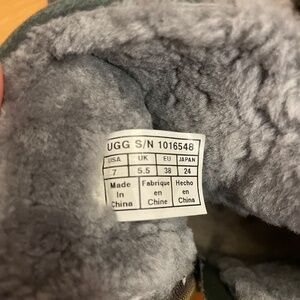 UGG S/N 1016548
USA UK EU JAPAN
7 5.5 38 24
Made Fabrique Hecho
in en en
China Chine China